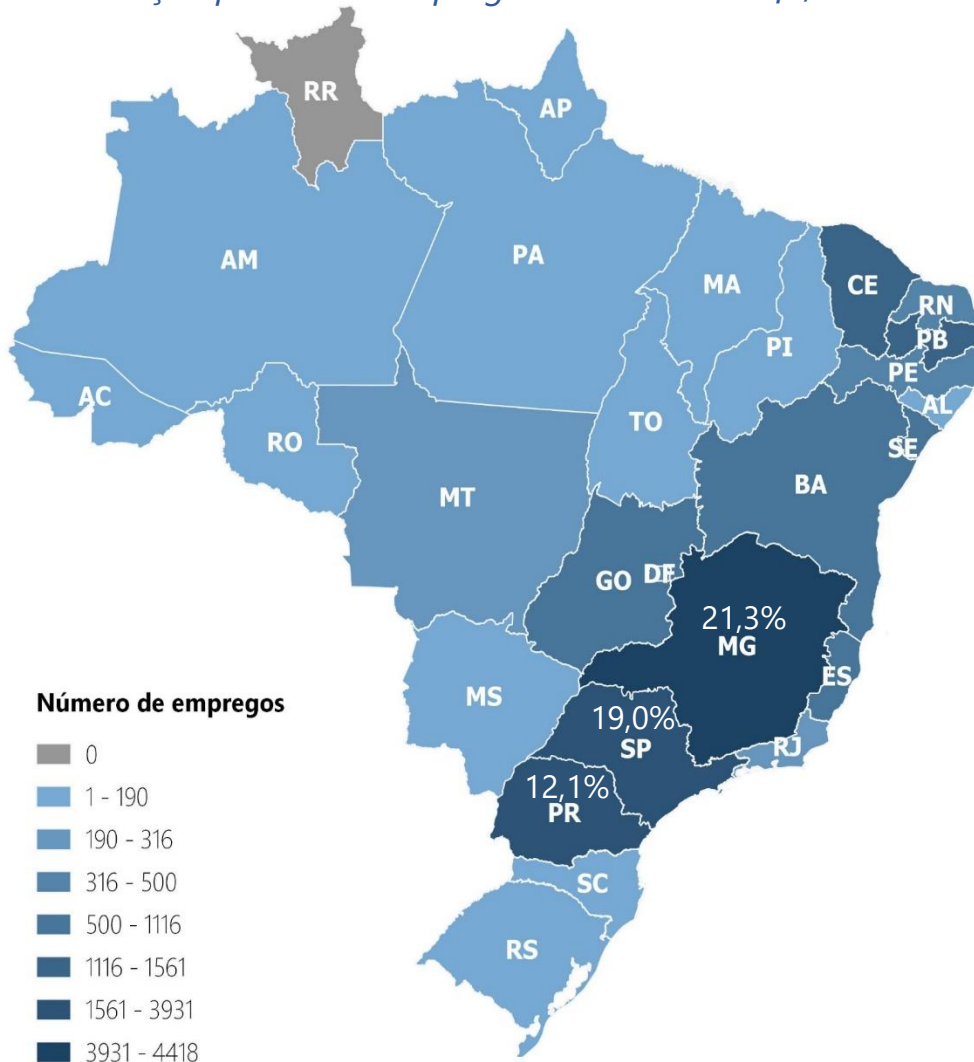 RR
AP
AM
PA
MA
CE
RN
PB
PI
PE
AC
AL
TO
RO
SE
BA
MT
GO
DF
21,3%
MG
ES
MS
Número de empregos
19,0%
SP
RJ
0
12,1%
PR
1 - 190
190 - 316
SC
316 - 500
500 - 1116
RS
1116 - 1561
1561 - 3931
3931 - 4418